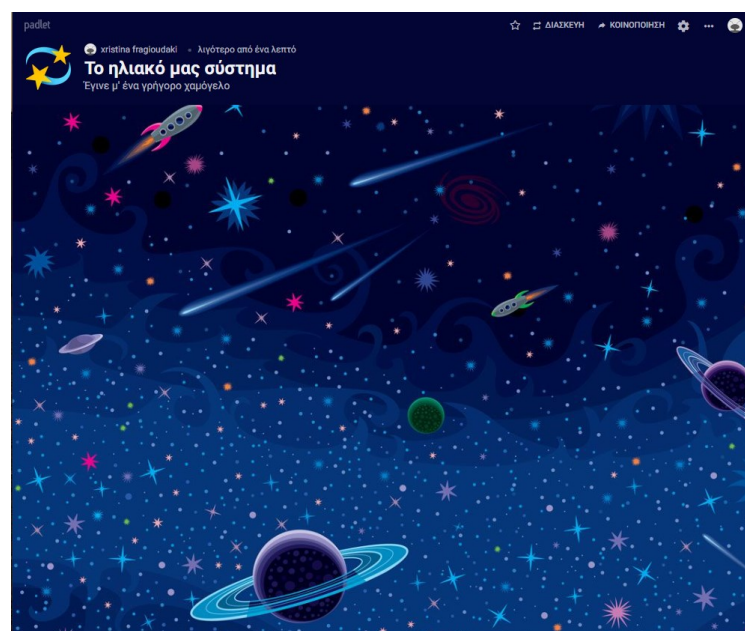 padlet
ΔΙΑΣΚΕΥΗ ΚΟΙΝΟΠΟΙΗΣΗ
xristina fragioudaki • λιγότερο από ένα λεπτό
Το ηλιακό μας σύστημα
Έγινε μ' ένα γρήγορο χαμόγελο